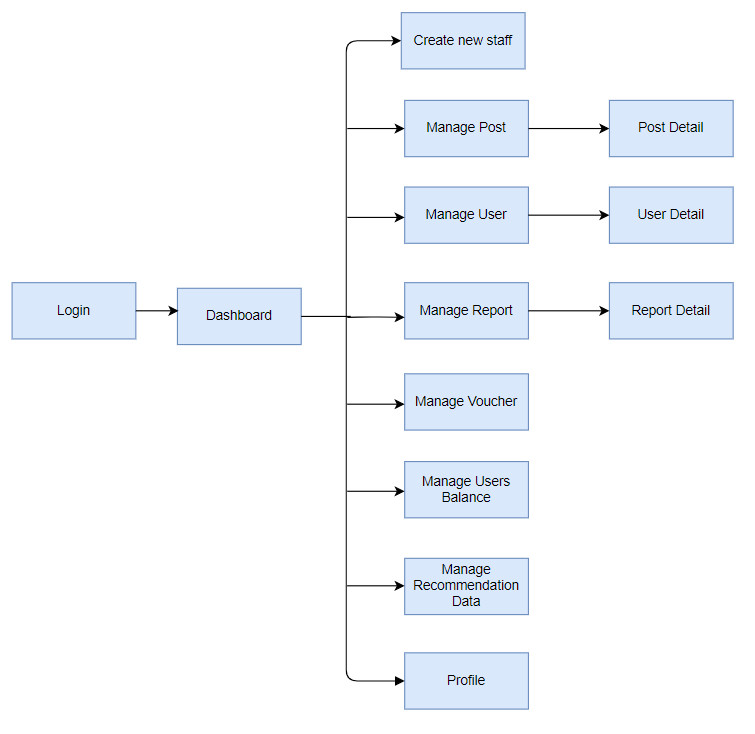 Create new staff
Manage Post
Post Detail
Manage User
User Detail
Login
Dashboard
Manage Report
Report Detail
Manage Voucher
Manage Users
Balance
Manage
Recommendation
Data
Profile